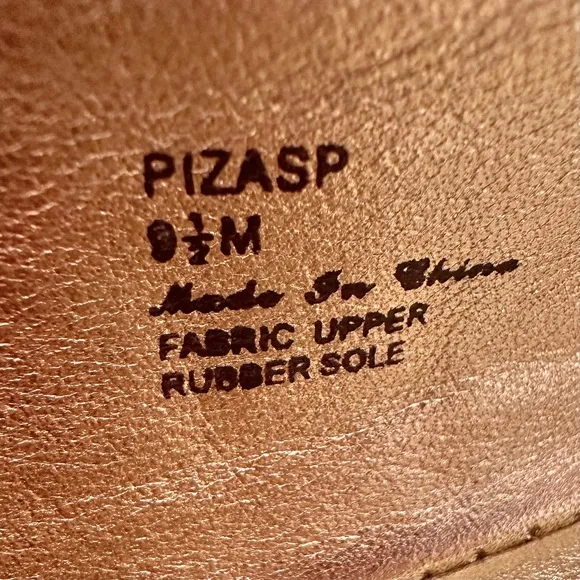 PIZASP
9½M
Made In China
FABRIC UPPER
RUBBER SOLE